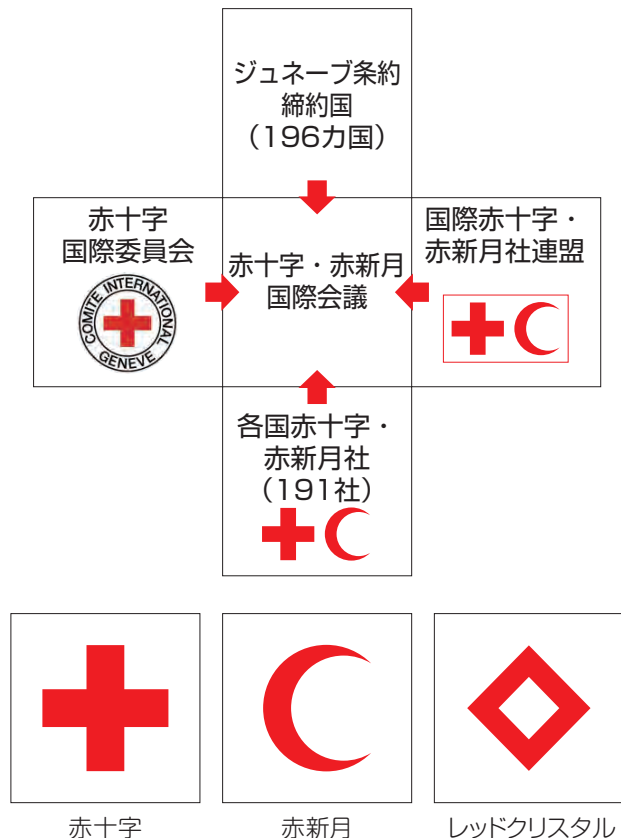 ジュネーブ条約
締約国
（196カ国）
赤十字
国際委員会
COMITE INTERNATIONAL
GENEVE
赤十字・赤新月
国際会議
国際赤十字・
赤新月社連盟
各国赤十字・
赤新月社
（191社）
赤十字
赤新月
レッドクリスタル